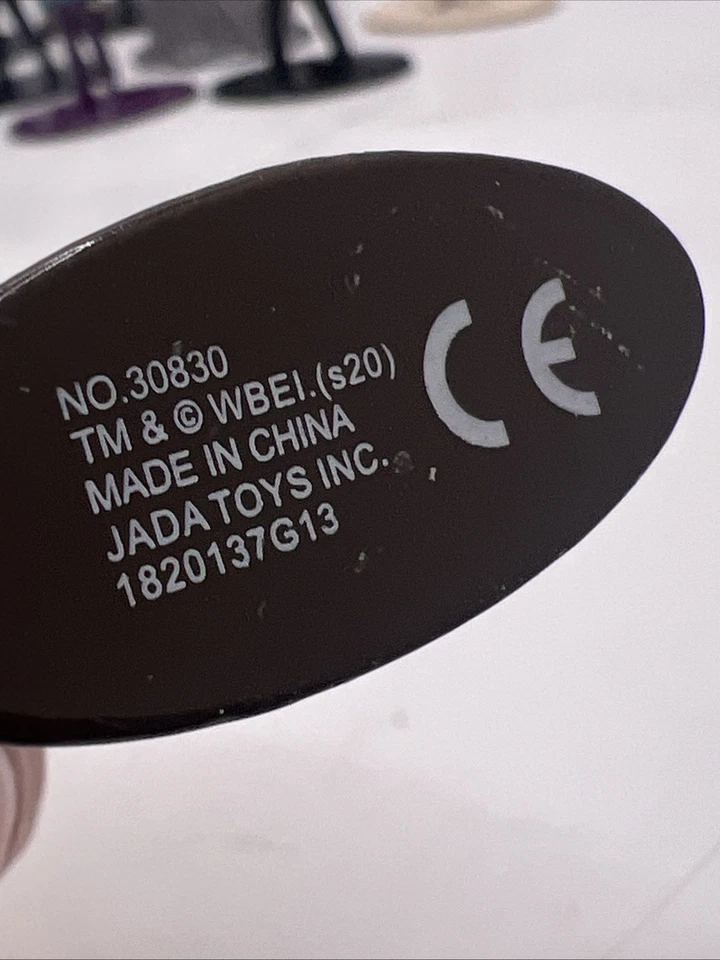 NO.30830
TM & © WBEI.(s20)
MADE IN CHINA
JADA TOYS INC.
1820137G13
CE